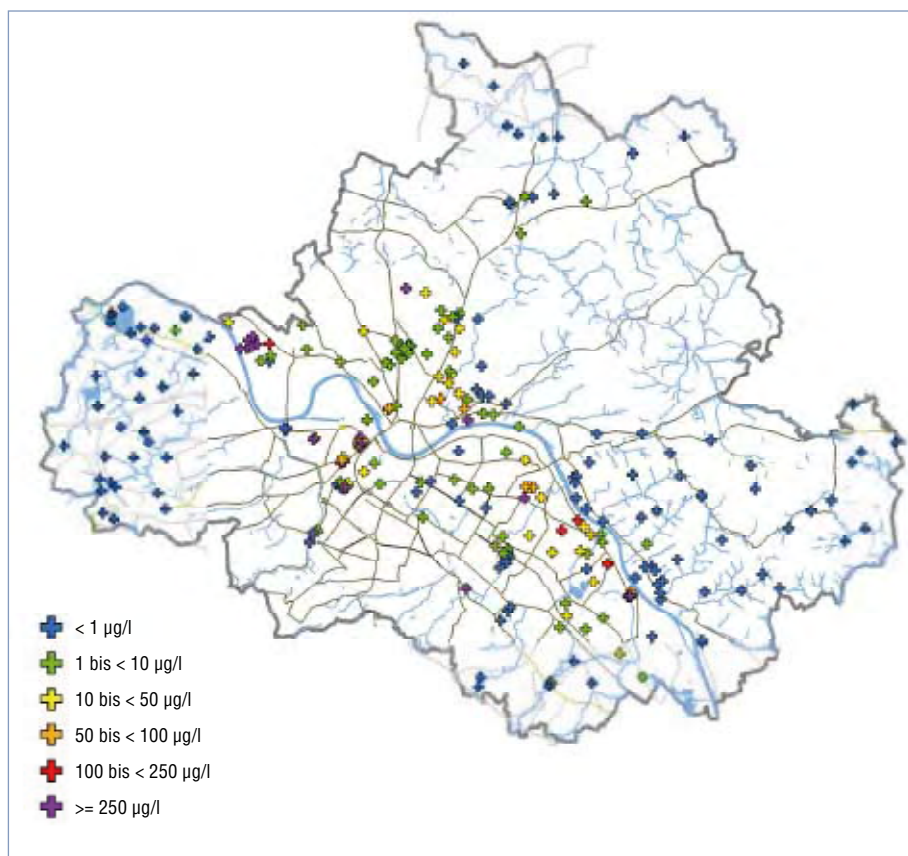 < 1 µg/l
1 bis < 10 µg/l
10 bis < 50 µg/l
50 bis < 100 µg/l
100 bis < 250 µg/l
>= 250 µg/l